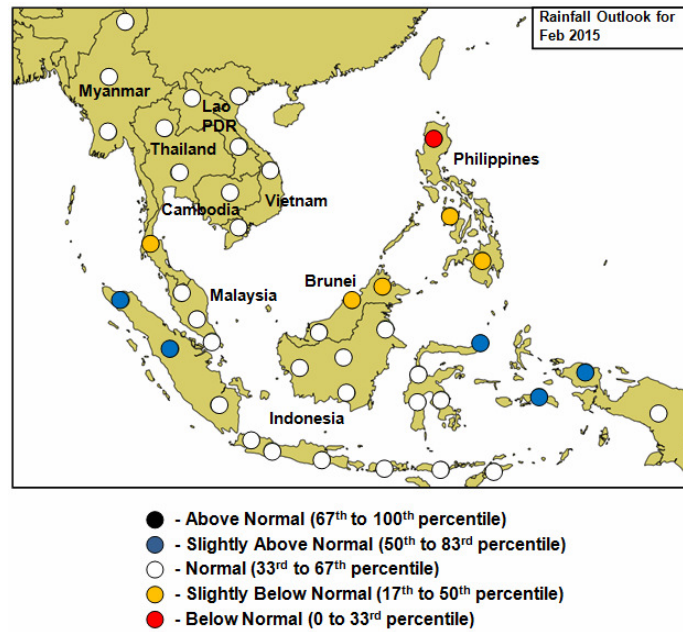 Rainfall Outlook for
Feb 2015
Myanmar
Lao
PDR
Thailand
Philippines
Cambodia
Vietnam
Brunei
Malaysia
Indonesia
- Above Normal (67th to 100th percentile)
- Slightly Above Normal (50th to 83rd percentile)
- Normal (33rd to 67th percentile)
- Slightly Below Normal (17th to 50th percentile)
- Below Normal (0 to 33rd percentile)